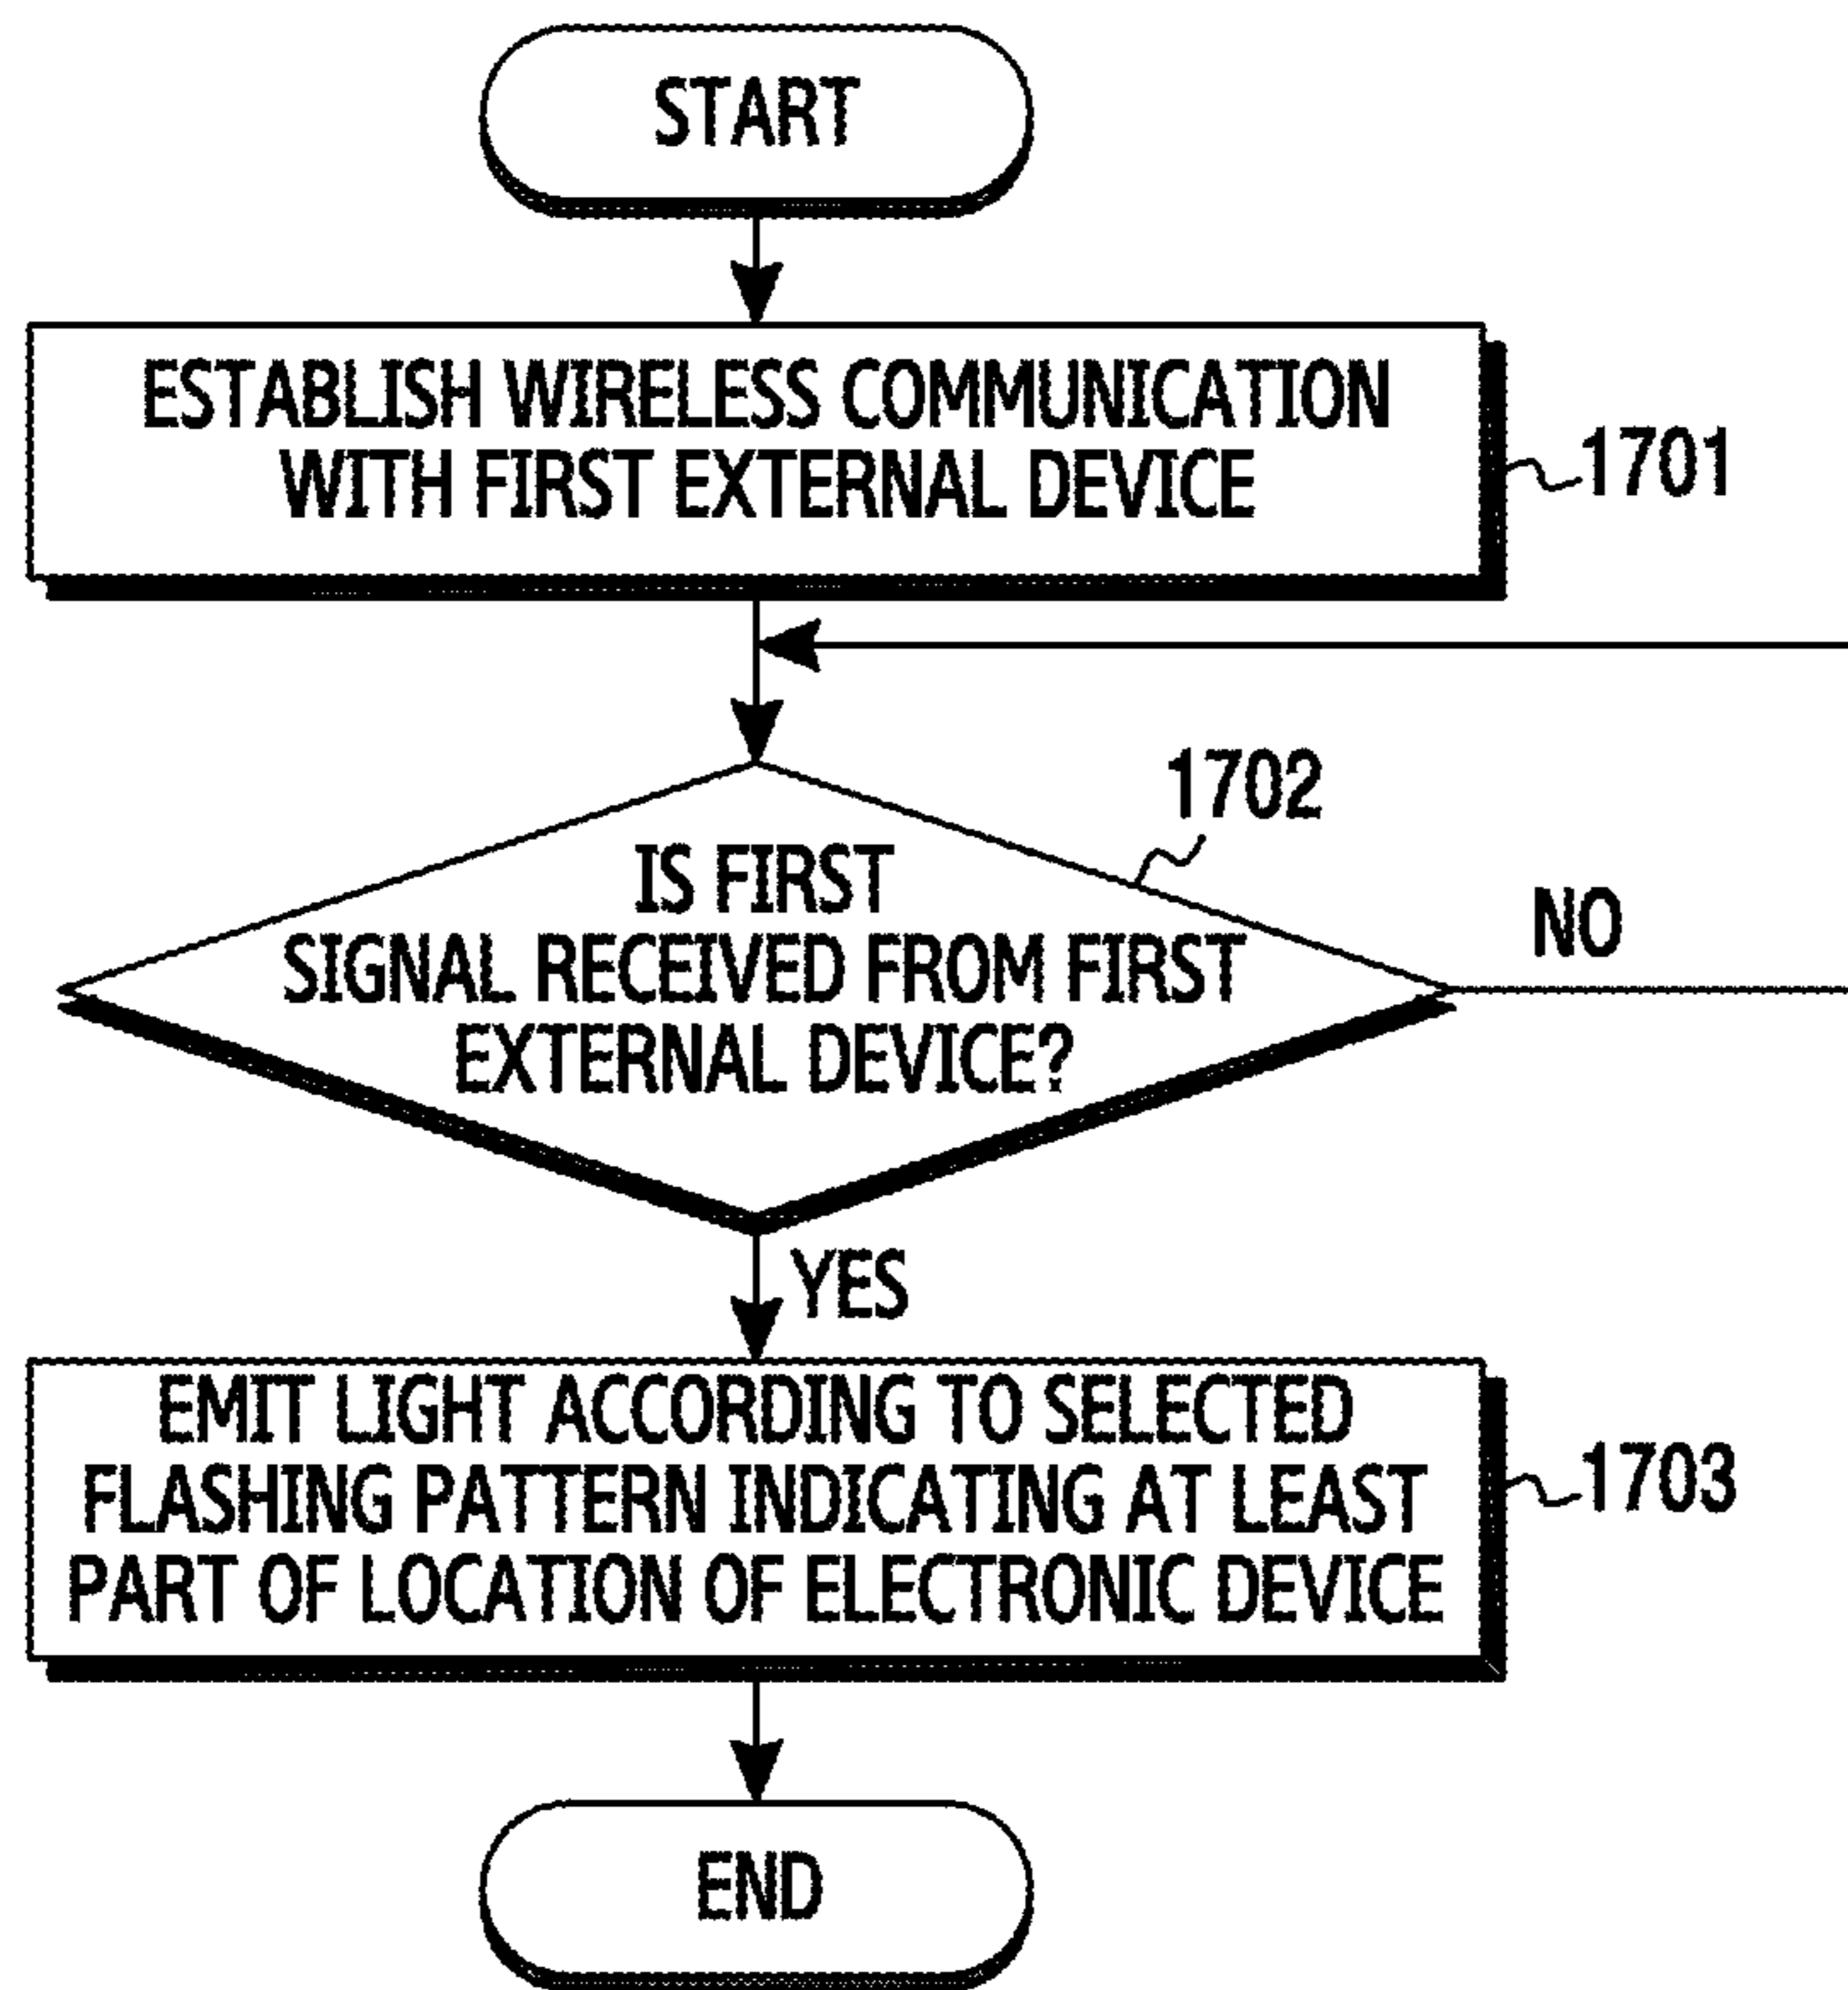 START
ESTABLISH WIRELESS COMMUNICATION
WITH FIRST EXTERNAL DEVICE
1701
1702
IS FIRST
SIGNAL RECEIVED FROM FIRST
EXTERNAL DEVICE?
NO
YES
EMIT LIGHT ACCORDING TO SELECTED
FLASHING PATTERN INDICATING AT LEAST
PART OF LOCATION OF ELECTRONIC DEVICE
1703
END